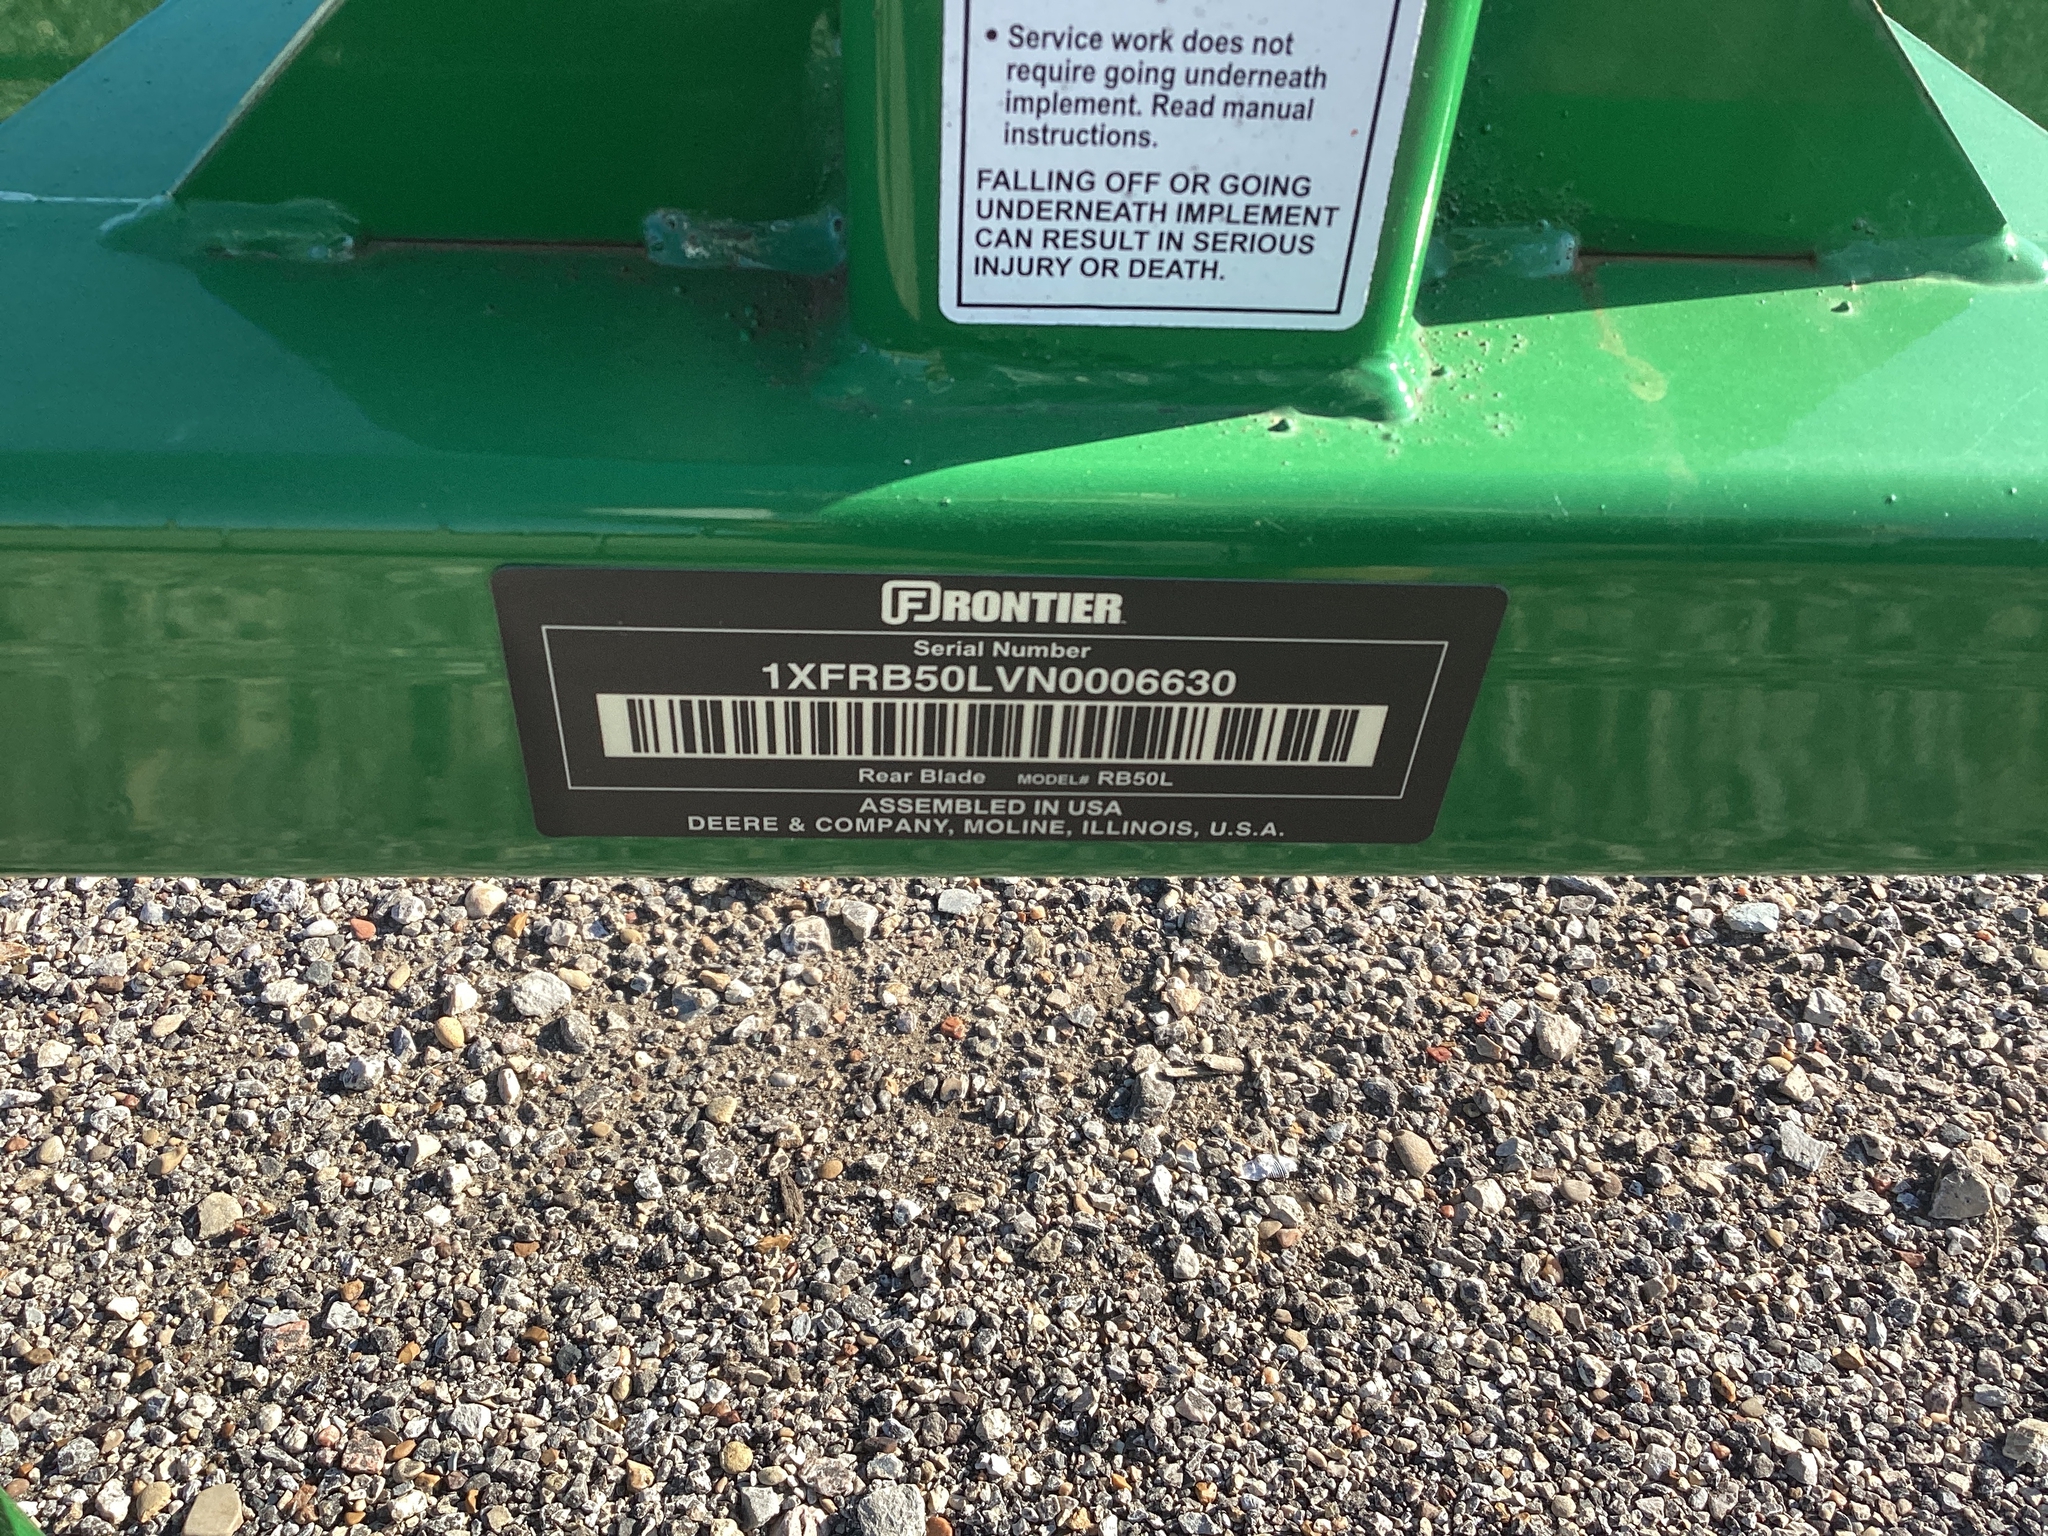 • Service work does not
require going underneath
implement. Read manual
instructions.
FALLING OFF OR GOING
UNDERNEATH IMPLEMENT
CAN RESULT IN SERIOUS
INJURY OR DEATH.
FRONTIER
Serial Number
1XFRB50LVN0006630
Rear Blade MODEL# RB50L
ASSEMBLED IN USA
DEERE & COMPANY, MOLINE, ILLINOIS, U.S.A.